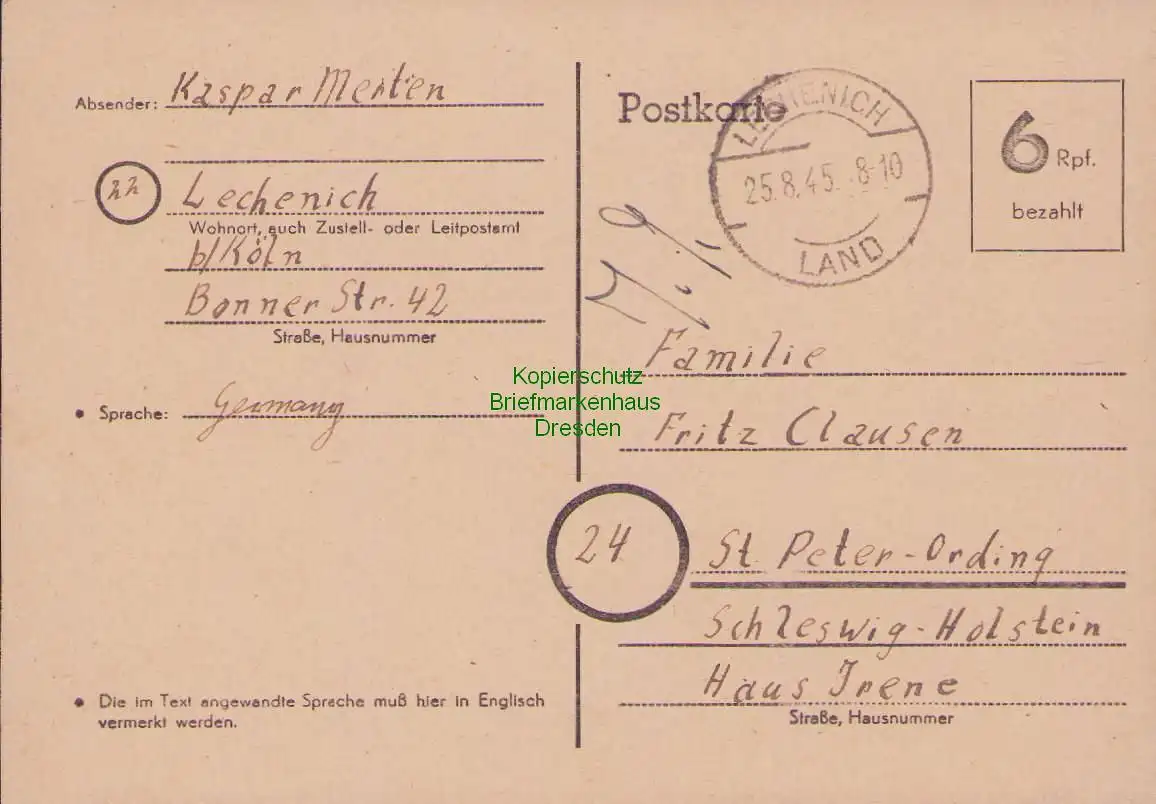 Absender: Kaspar Merten
22 Lechenich
Wohnort, auch Zustell- oder Leitpostamt
b/Köln
Bonner Str. 42
Straße, Hausnummer
• Sprache: Germany
• Die im Text angewandte Sprache muß hier in Englisch
vermerkt werden.
Postkarte
LECHENICH
25.8.45. 8-10
LAND
6 Rpf.
bezahlt
Familie
Fritz Clausen
24 St. Peter-Ording
Schleswig-Holstein
Haus Irene
Straße, Hausnummer
Kopierschutz
Briefmarkenhaus
Dresden